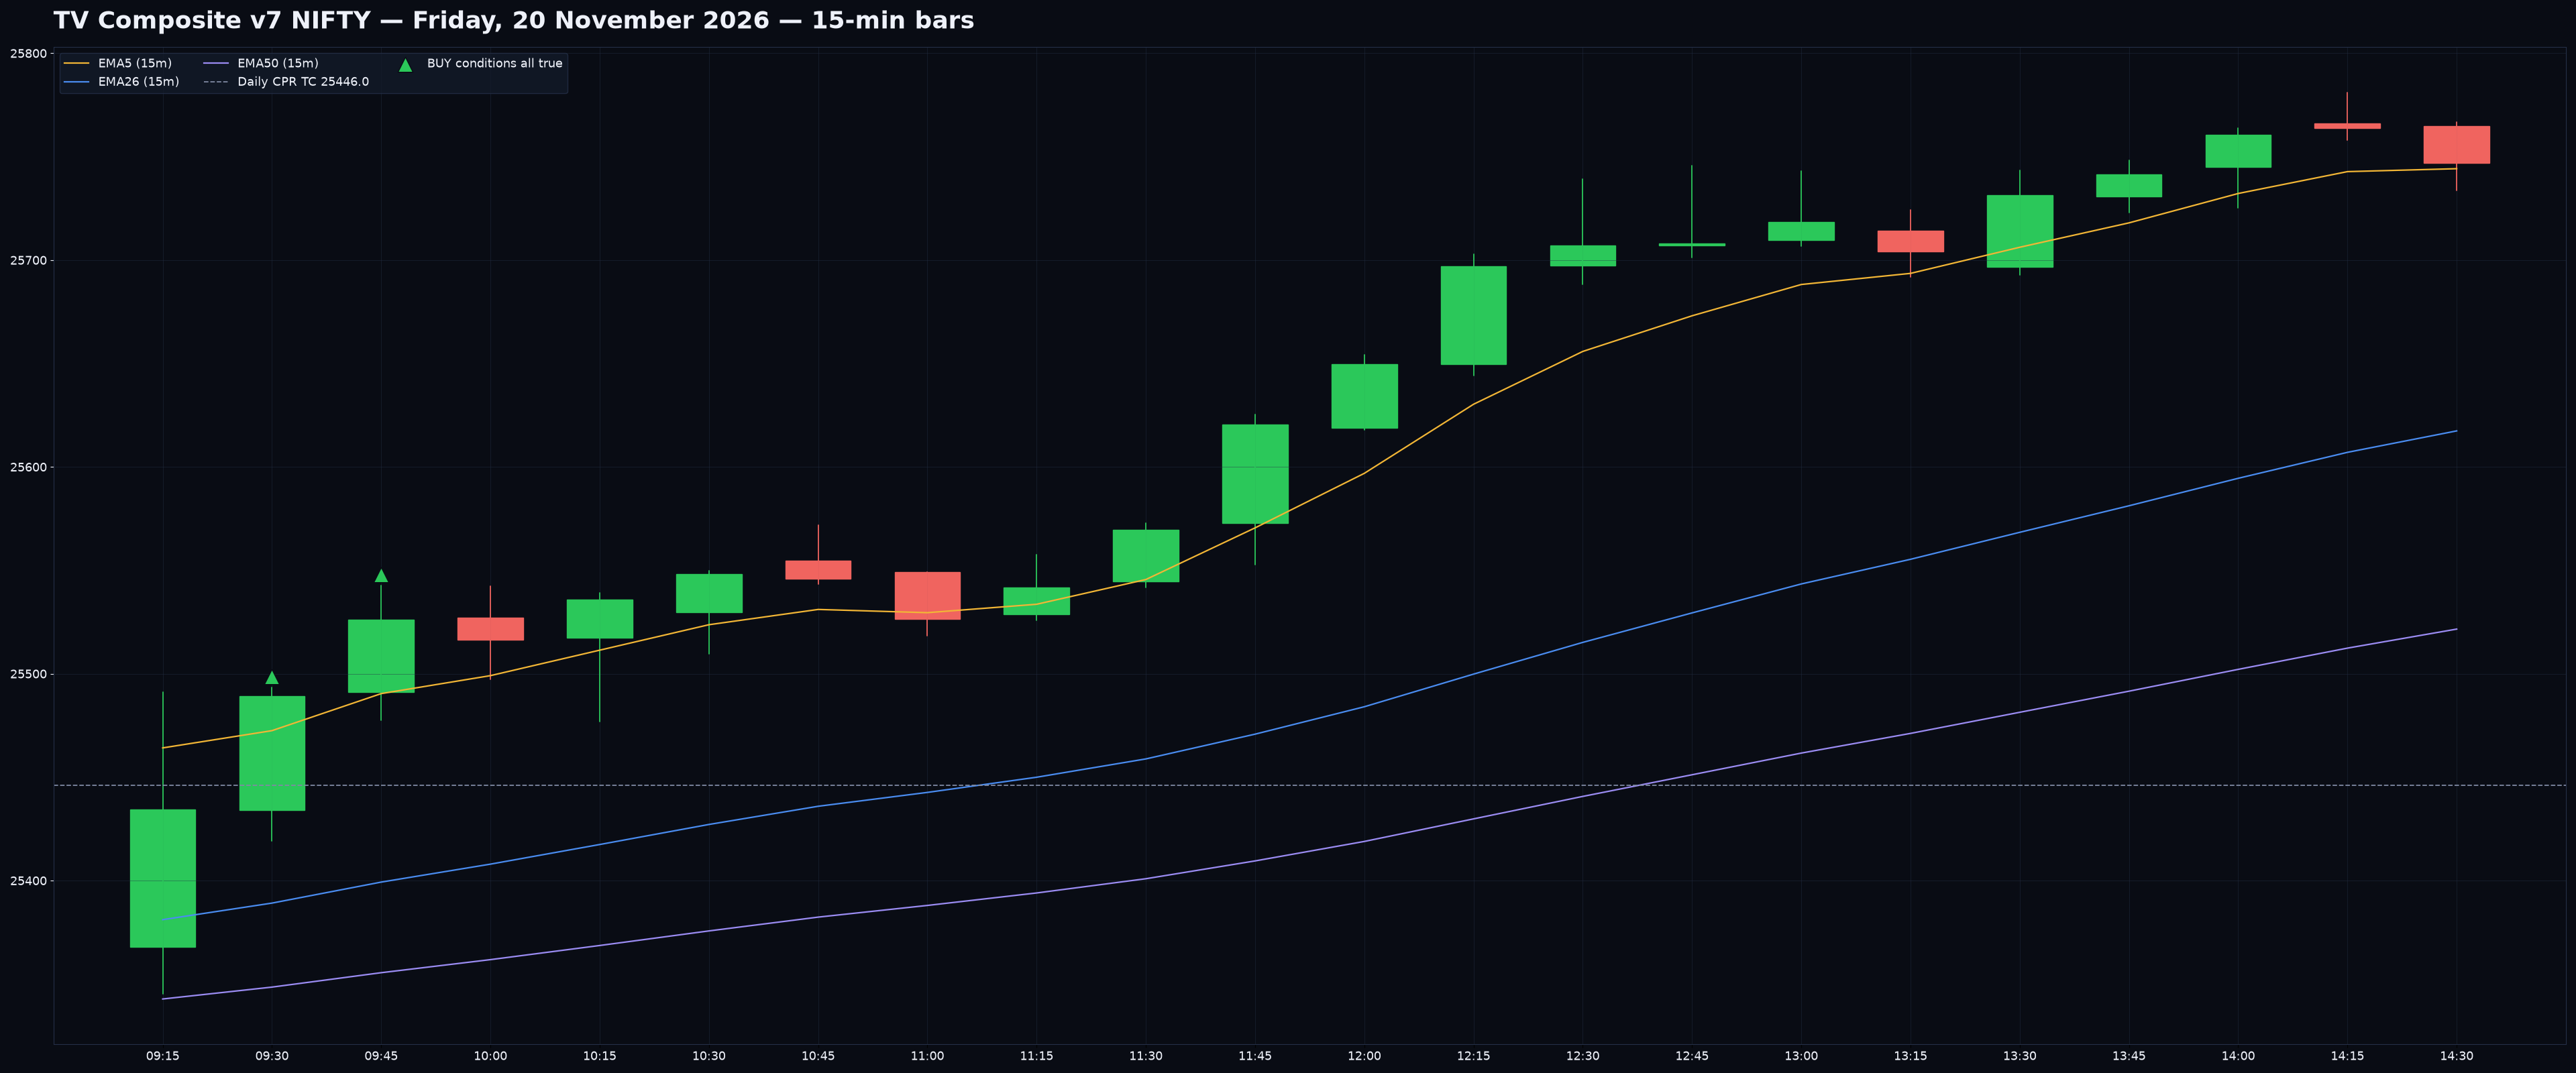 TV Composite v7 NIFTY — Friday, 20 November 2026 — 15-min bars
EMA5 (15m)
EMA26 (15m)
EMA50 (15m)
Daily CPR TC 25446.0
BUY conditions all true
25800
25700
25600
25500
25400
09:15 09:30 09:45 10:00 10:15 10:30 10:45 11:00 11:15 11:30 11:45 12:00 12:15 12:30 12:45 13:00 13:15 13:30 13:45 14:00 14:15 14:30